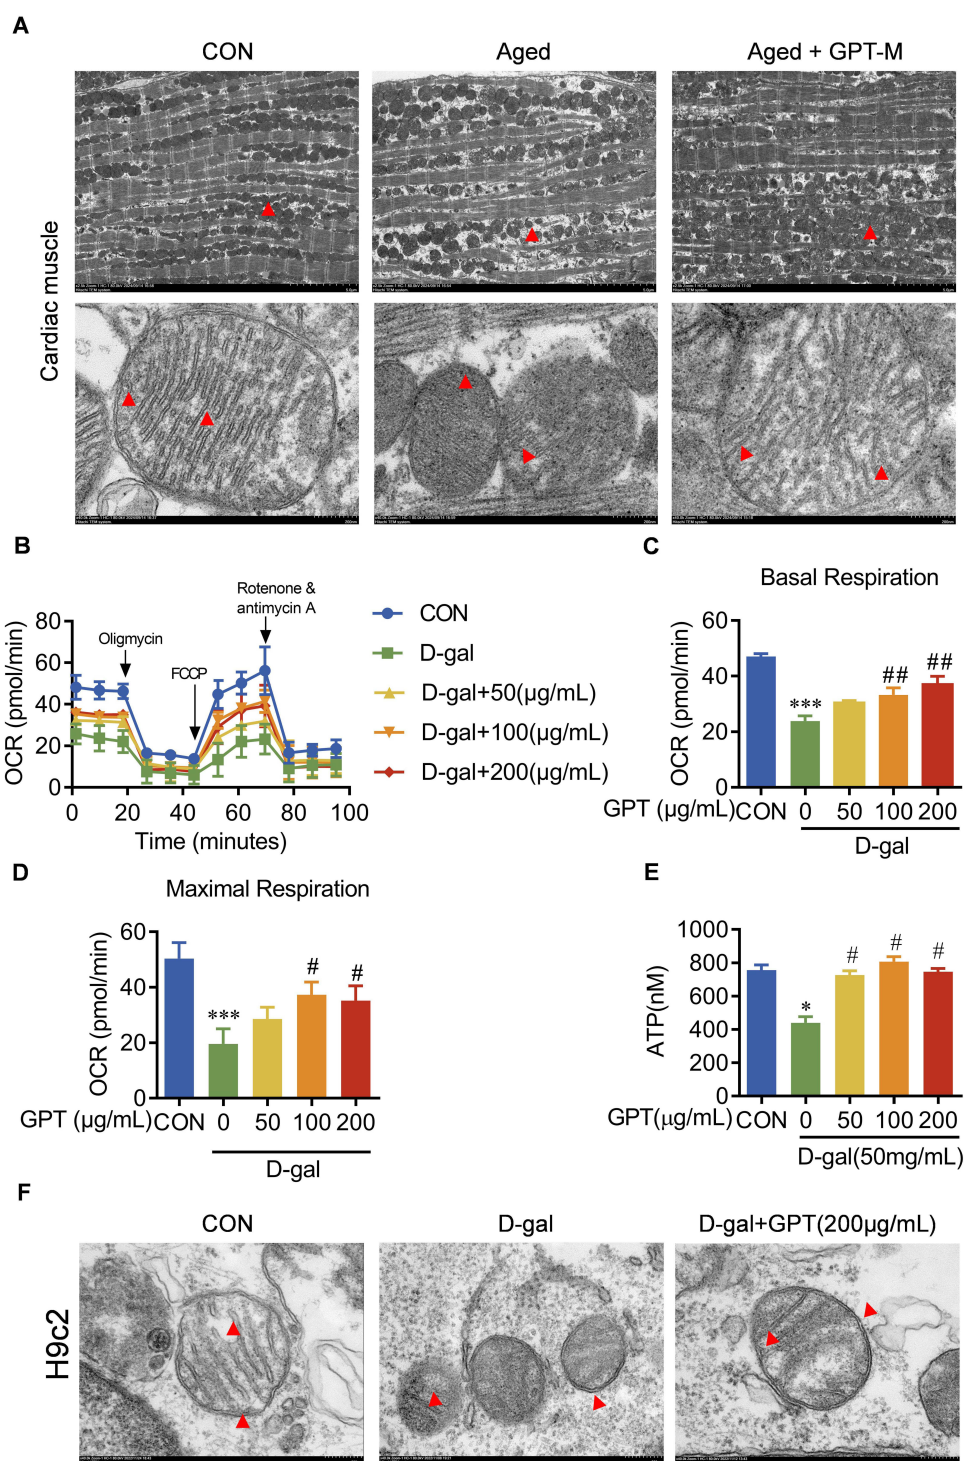 A
CON
Aged
Aged + GPT-M
Cardiac muscle
B
OCR (pmol/min)
80
60
40
20
0
0
20
40
60
80
100
Time (minutes)
Oligmycin
FCCP
Rotenone &
antimycin A
CON
D-gal
D-gal+50(μg/mL)
D-gal+100(μg/mL)
D-gal+200(μg/mL)
C
Basal Respiration
OCR (pmol/min)
60
40
20
0
***
##
##
GPT (μg/mL) CON 0 50 100 200
D-gal
D
Maximal Respiration
OCR (pmol/min)
60
40
20
0
***
#
#
GPT (μg/mL) CON 0 50 100 200
D-gal
E
ATP(nM)
1000
800
600
400
200
0
*
#
#
#
GPT(μg/mL) CON 0 50 100 200
D-gal(50mg/mL)
F
CON
D-gal
D-gal+GPT(200μg/mL)
H9c2